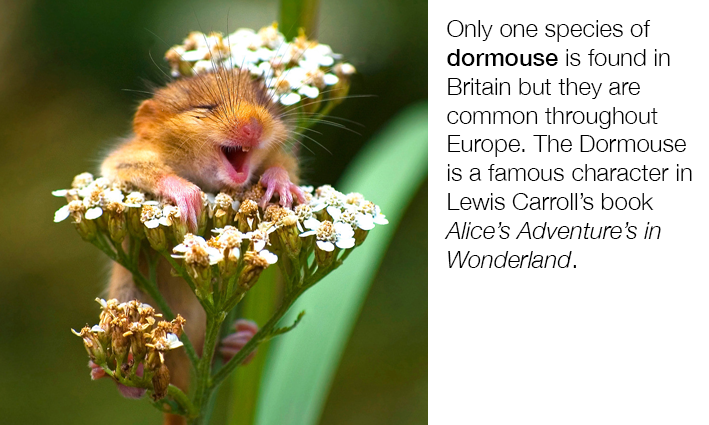 Only one species of
dormouse is found in
Britain but they are
common throughout
Europe. The Dormouse
is a famous character in
Lewis Carroll’s book
Alice’s Adventure’s in
Wonderland.